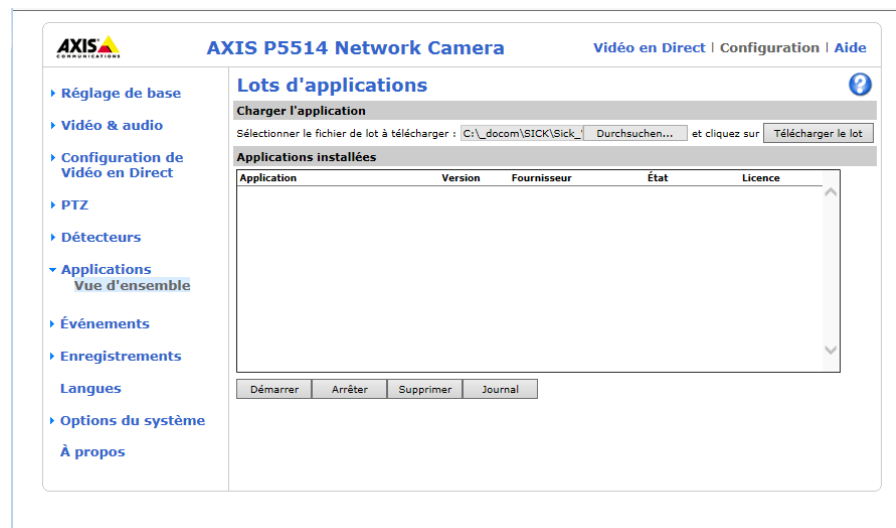 AXIS
COMMUNICATIONS
AXIS P5514 Network Camera
Vidéo en Direct | Configuration | Aide
Réglage de base
Vidéo & audio
Configuration de
Vidéo en Direct
PTZ
Détecteurs
Applications
Vue d'ensemble
Événements
Enregistrements
Langues
Options du système
À propos
Lots d'applications
?
Charger l'application
Sélectionner le fichier de lot à télécharger : C:\_docom\SICK\Sick_ Durchsuchen... et cliquez sur Télécharger le lot
Applications installées
Application Version Fournisseur État Licence
Démarrer Arrêter Supprimer Journal